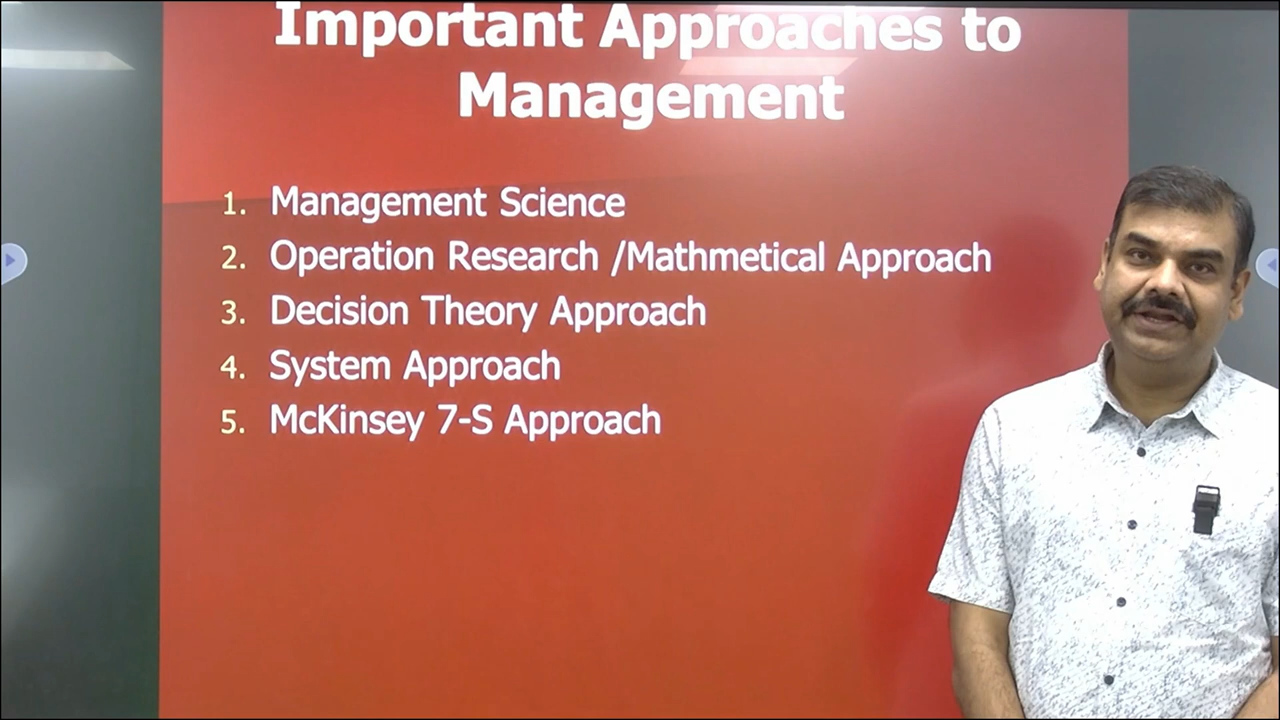 Important Approaches to
Management
1. Management Science
2. Operation Research /Mathmetical Approach
3. Decision Theory Approach
4. System Approach
5. McKinsey 7-S Approach